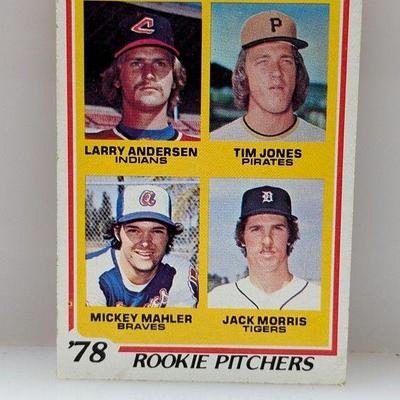 LARRY ANDERSEN TIM JONES
INDIANS PIRATES
MICKEY MAHLER JACK MORRIS
BRAVES TIGERS
'78 ROOKIE PITCHERS